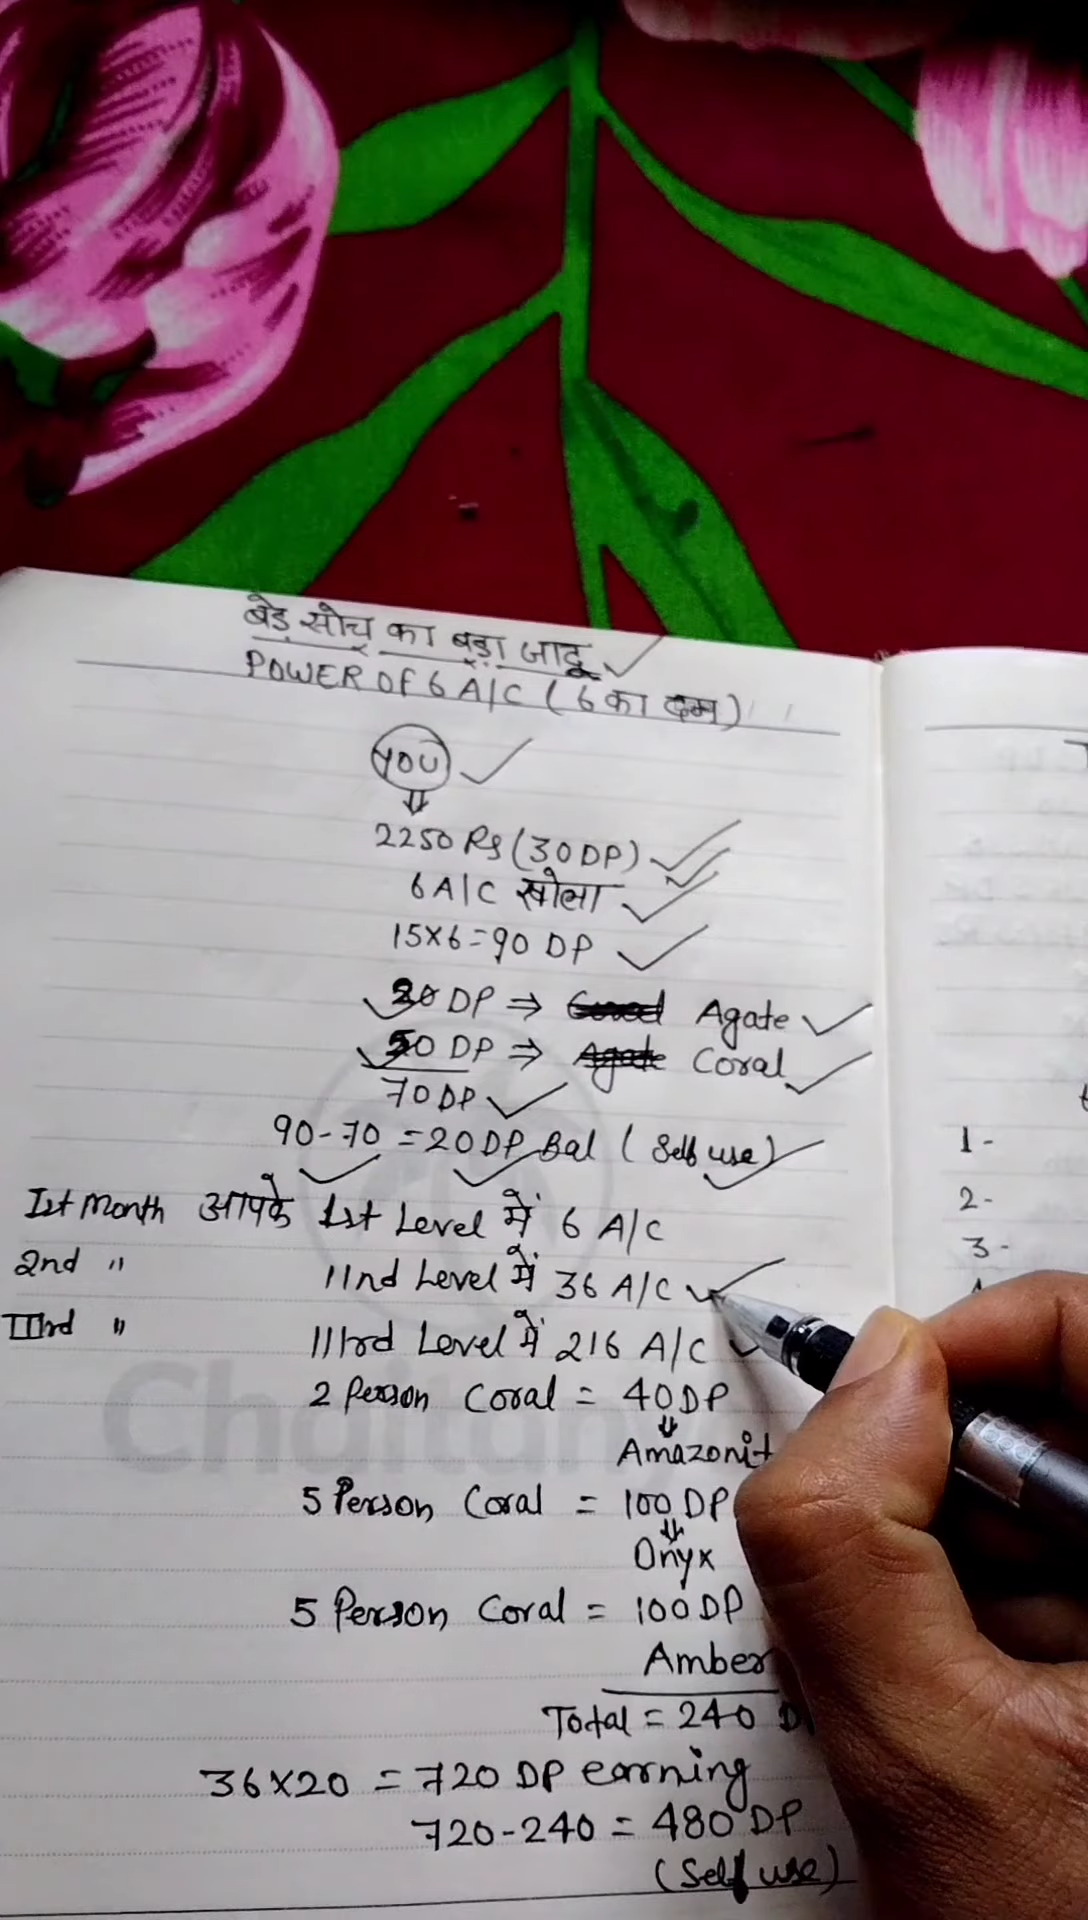 बड़े सोच का बड़ा जादू
POWER OF 6 A/C (6 का दम)
YOU
⇓
2250 Rs (30 DP)
6 A/C खोला
15×6=90 DP
20 DP ⇒ Agate
50 DP ⇒ Coral
70 DP
90-70 =20 DP Bal (Self use)
Ist Month आपके 1st Level में 6 A/C
2nd " IInd Level में 36 A/C
IIIrd " IIIrd Level में 216 A/C
2 Person Coral = 40 DP
⇓
Amazonit
5 Person Coral = 100 DP
⇓
Onyx
5 Person Coral = 100 DP
Amber
Total = 240 D
36×20 = 720 DP earning
720-240 = 480 DP
(Self use)
1-
2-
3-